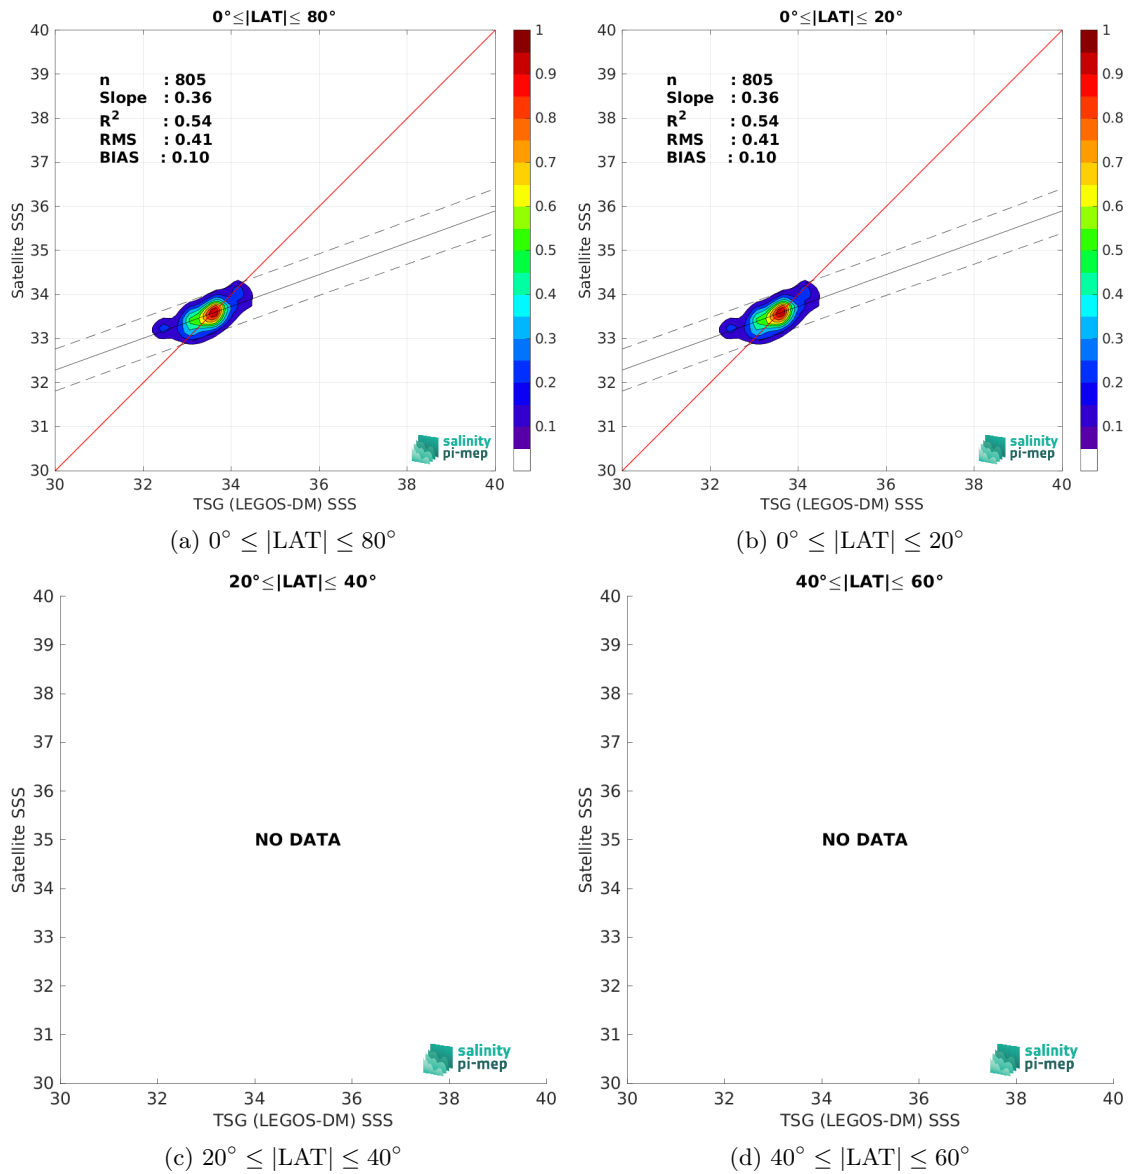 0°≤|LAT|≤ 80°
40
39
38
37
36
35
34
33
32
31
30
Satellite SSS
n : 805
Slope : 0.36
R² : 0.54
RMS : 0.41
BIAS : 0.10
1
0.9
0.8
0.7
0.6
0.5
0.4
0.3
0.2
0.1
salinity
pi-mep
30 32 34 36 38 40
TSG (LEGOS-DM) SSS
(a) 0° ≤ |LAT| ≤ 80°
0°≤|LAT|≤ 20°
40
39
38
37
36
35
34
33
32
31
30
Satellite SSS
n : 805
Slope : 0.36
R² : 0.54
RMS : 0.41
BIAS : 0.10
1
0.9
0.8
0.7
0.6
0.5
0.4
0.3
0.2
0.1
salinity
pi-mep
30 32 34 36 38 40
TSG (LEGOS-DM) SSS
(b) 0° ≤ |LAT| ≤ 20°
20°≤|LAT|≤ 40°
40
39
38
37
36
35
34
33
32
31
30
Satellite SSS
NO DATA
salinity
pi-mep
30 32 34 36 38 40
TSG (LEGOS-DM) SSS
(c) 20° ≤ |LAT| ≤ 40°
40°≤|LAT|≤ 60°
40
39
38
37
36
35
34
33
32
31
30
Satellite SSS
NO DATA
salinity
pi-mep
30 32 34 36 38 40
TSG (LEGOS-DM) SSS
(d) 40° ≤ |LAT| ≤ 60°